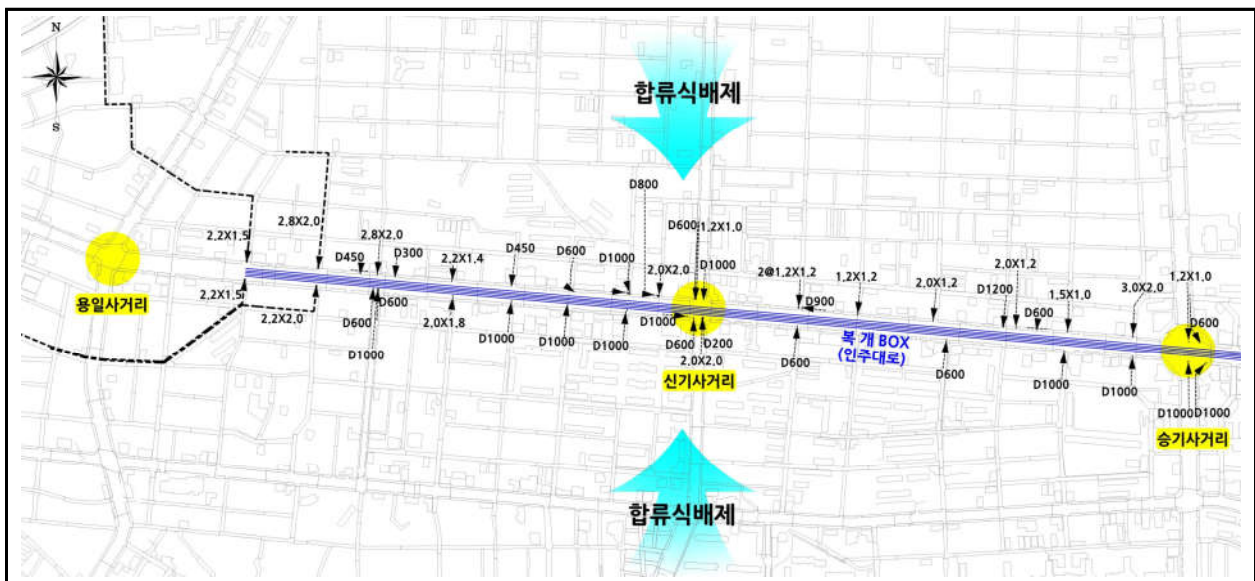 N
S
합류식배제
D800
2,8X2,0
2,2X1,5
D450
2,8X2,0
D300
2,2X1,4
D450
D600
D1000
2,0X2,0
D600
1,2X1,0
D1000
2@1,2X1,2
D900
1,2X1,2
2,0X1,2
D1200
2,0X1,2
D600
1,5X1,0
3,0X2,0
1,2X1,0
D600
용일사거리
2,2X1,5
2,2X2,0
D600
D1000
D600
2,0X1,8
D1000
D1000
D1000
D1000
D600
D200
2,0X2,0
신기사거리
D600
복 개 BOX
(인주대로)
D600
D1000
D1000
D1000
D1000
승기사거리
합류식배제